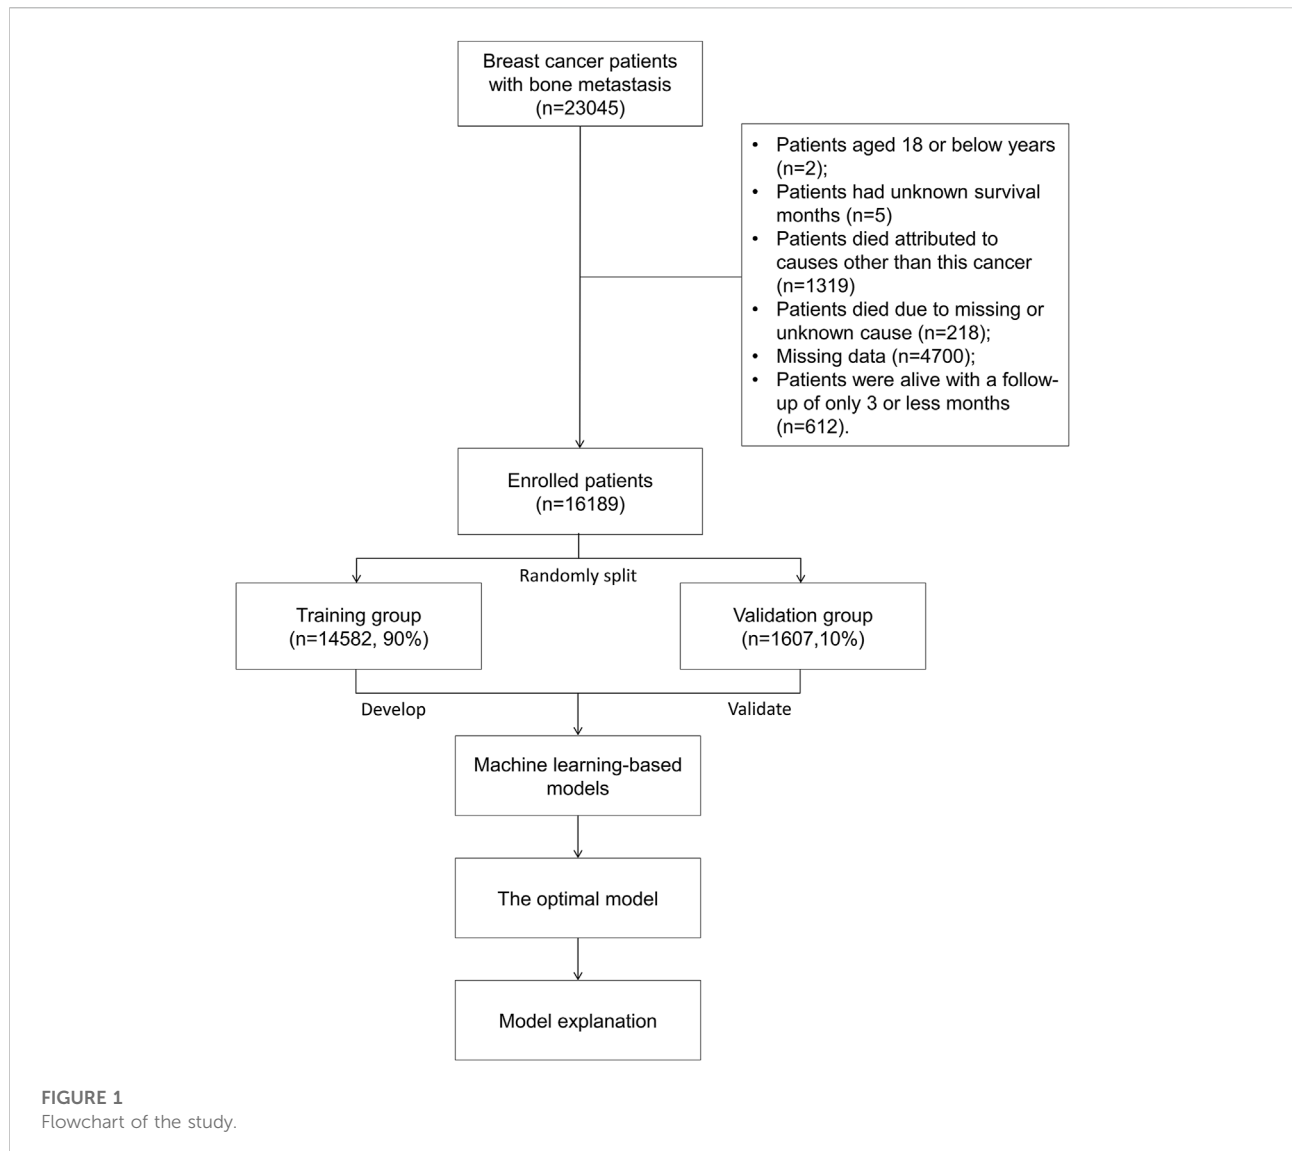 Breast cancer patients
with bone metastasis
(n=23045)
• Patients aged 18 or below years
(n=2);
• Patients had unknown survival
months (n=5)
• Patients died attributed to
causes other than this cancer
(n=1319)
• Patients died due to missing or
unknown cause (n=218);
• Missing data (n=4700);
• Patients were alive with a follow-
up of only 3 or less months
(n=612).
Enrolled patients
(n=16189)
Randomly split
Training group
(n=14582, 90%)
Validation group
(n=1607,10%)
Develop
Validate
Machine learning-based
models
The optimal model
Model explanation
FIGURE 1
Flowchart of the study.